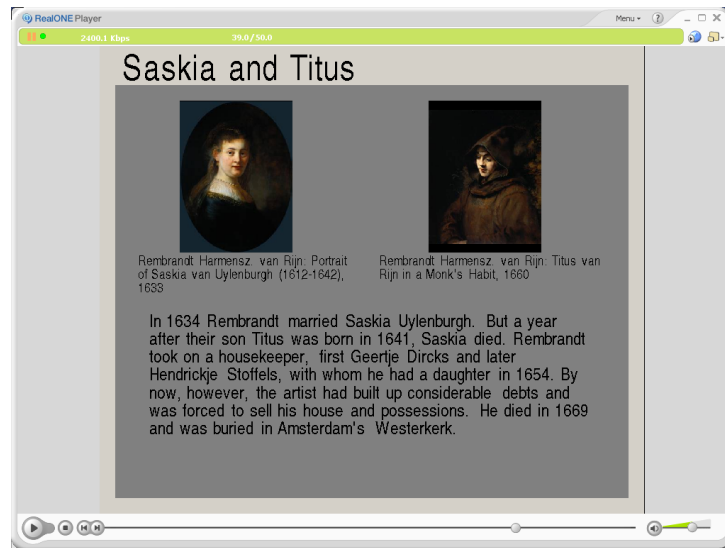 RealONE Player
Menu
?
2400.1 Kbps
39.0/50.0
Saskia and Titus
Rembrandt Harmensz. van Rijn: Portrait
of Saskia van Uylenburgh (1612-1642),
1633
Rembrandt Harmensz. van Rijn: Titus van
Rijn in a Monk's Habit, 1660
In 1634 Rembrandt married Saskia Uylenburgh. But a year
after their son Titus was born in 1641, Saskia died. Rembrandt
took on a housekeeper, first Geertje Dircks and later
Hendrickje Stoffels, with whom he had a daughter in 1654. By
now, however, the artist had built up considerable debts and
was forced to sell his house and possessions. He died in 1669
and was buried in Amsterdam's Westerkerk.